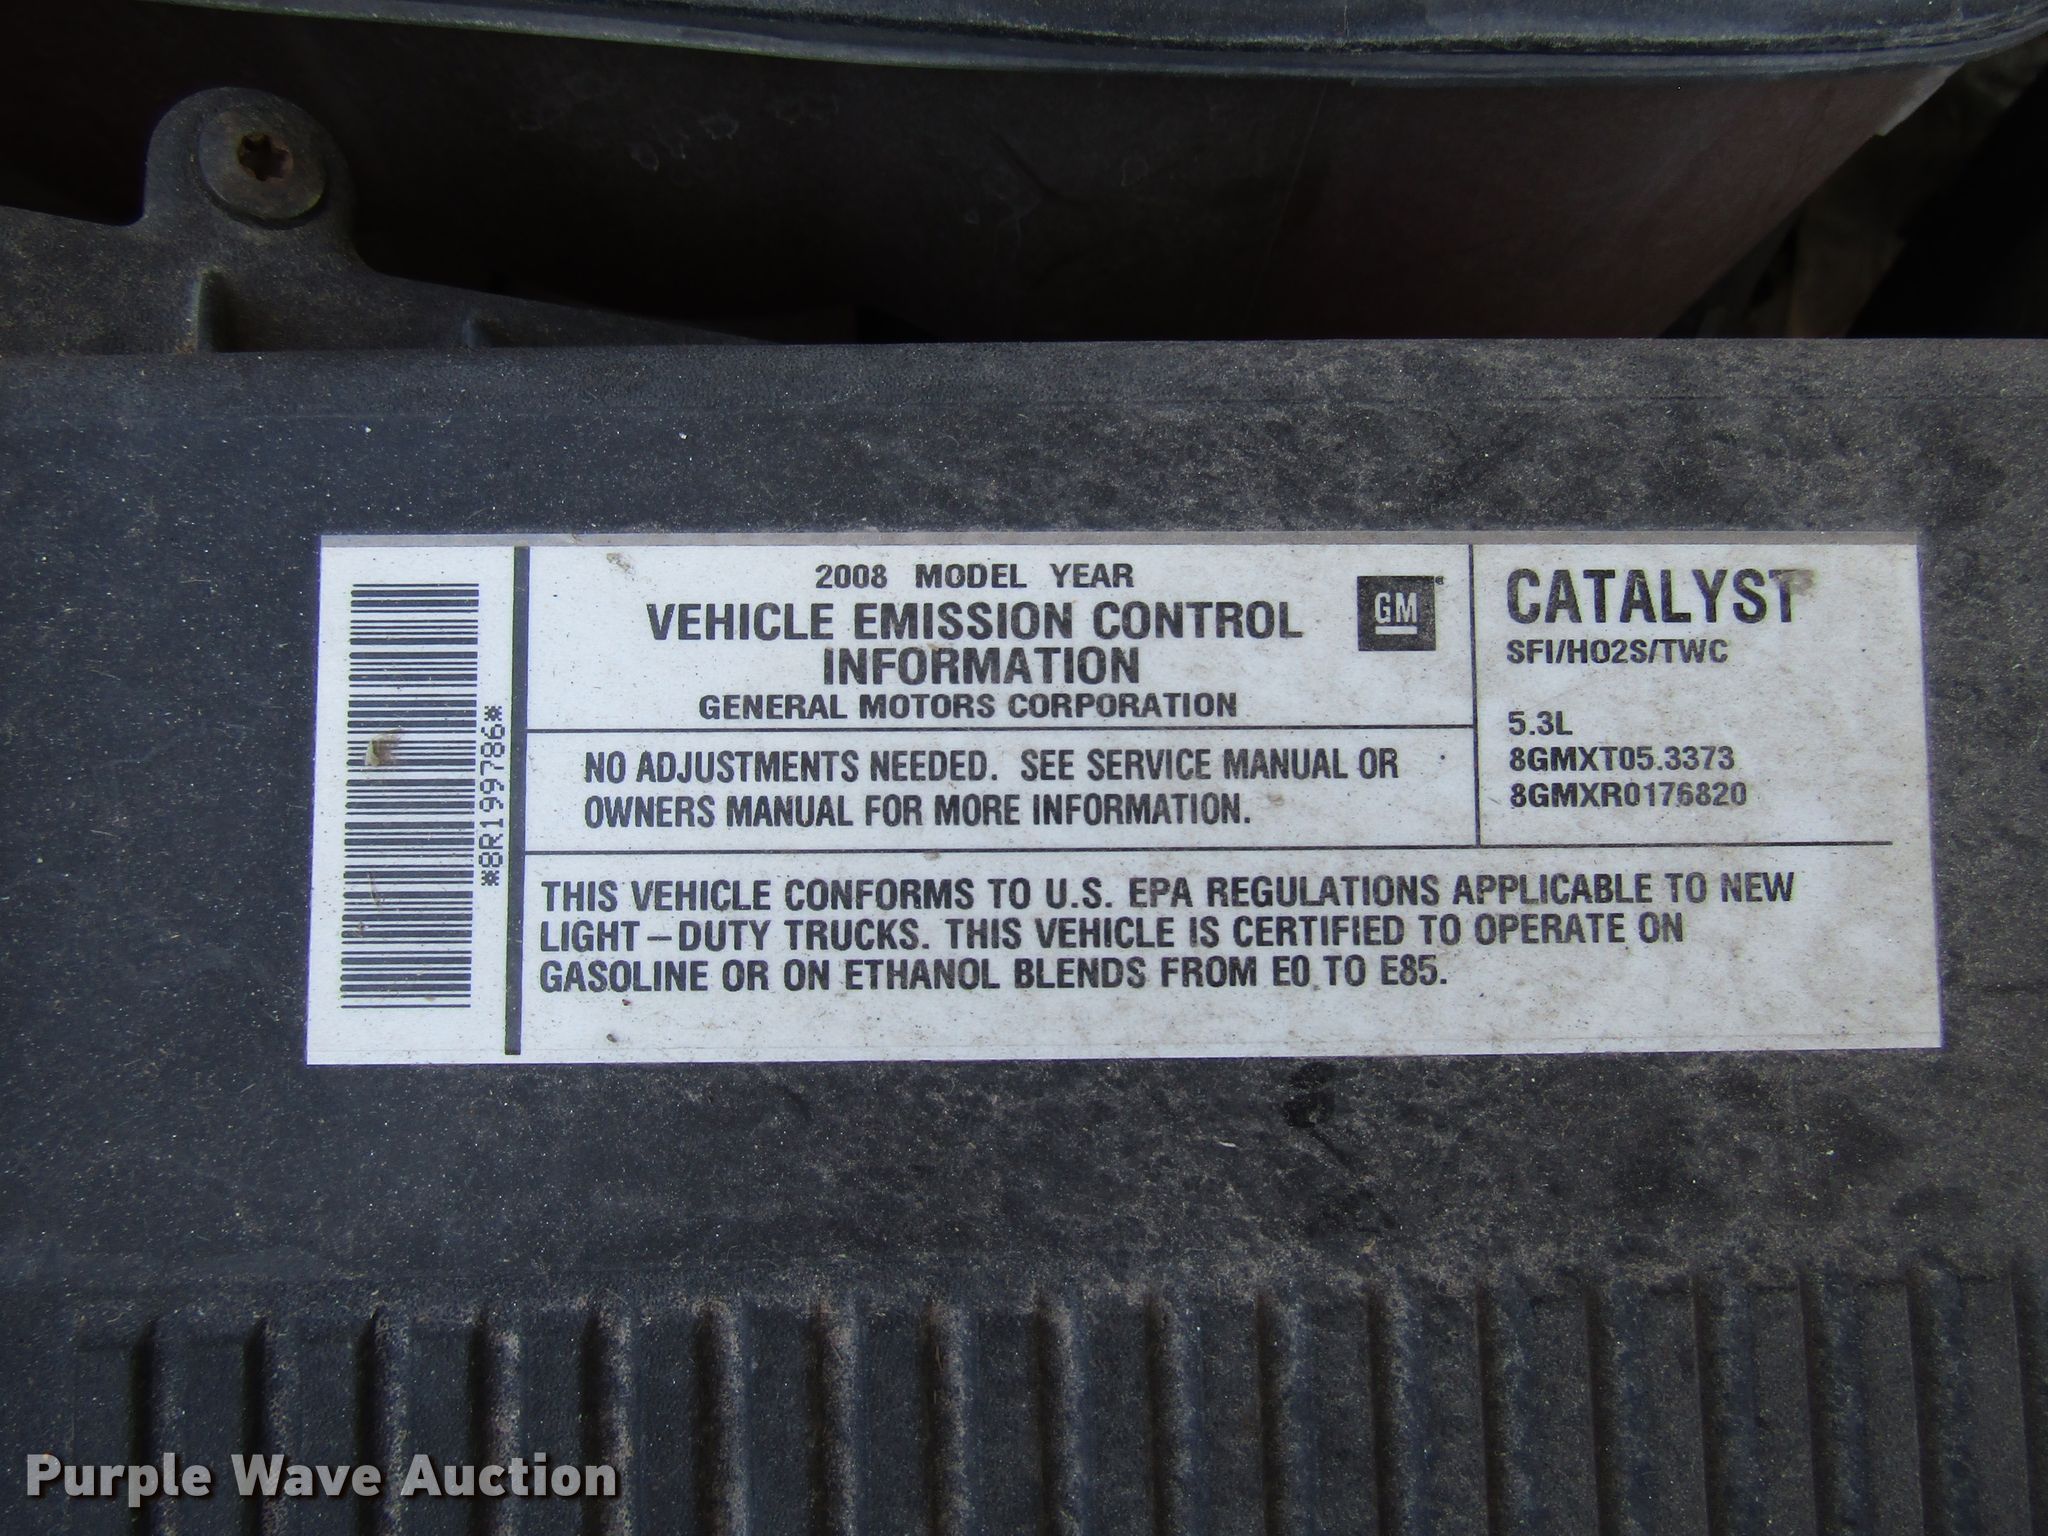 2008 MODEL YEAR
VEHICLE EMISSION CONTROL
INFORMATION
GENERAL MOTORS CORPORATION
GM
NO ADJUSTMENTS NEEDED. SEE SERVICE MANUAL OR
OWNERS MANUAL FOR MORE INFORMATION.
CATALYST
SFI/HO2S/TWC
5.3L
8GMXT05.3373
8GMXR0176820
THIS VEHICLE CONFORMS TO U.S. EPA REGULATIONS APPLICABLE TO NEW
LIGHT-DUTY TRUCKS. THIS VEHICLE IS CERTIFIED TO OPERATE ON
GASOLINE OR ON ETHANOL BLENDS FROM E0 TO E85.
*8R1997786*
Purple Wave Auction